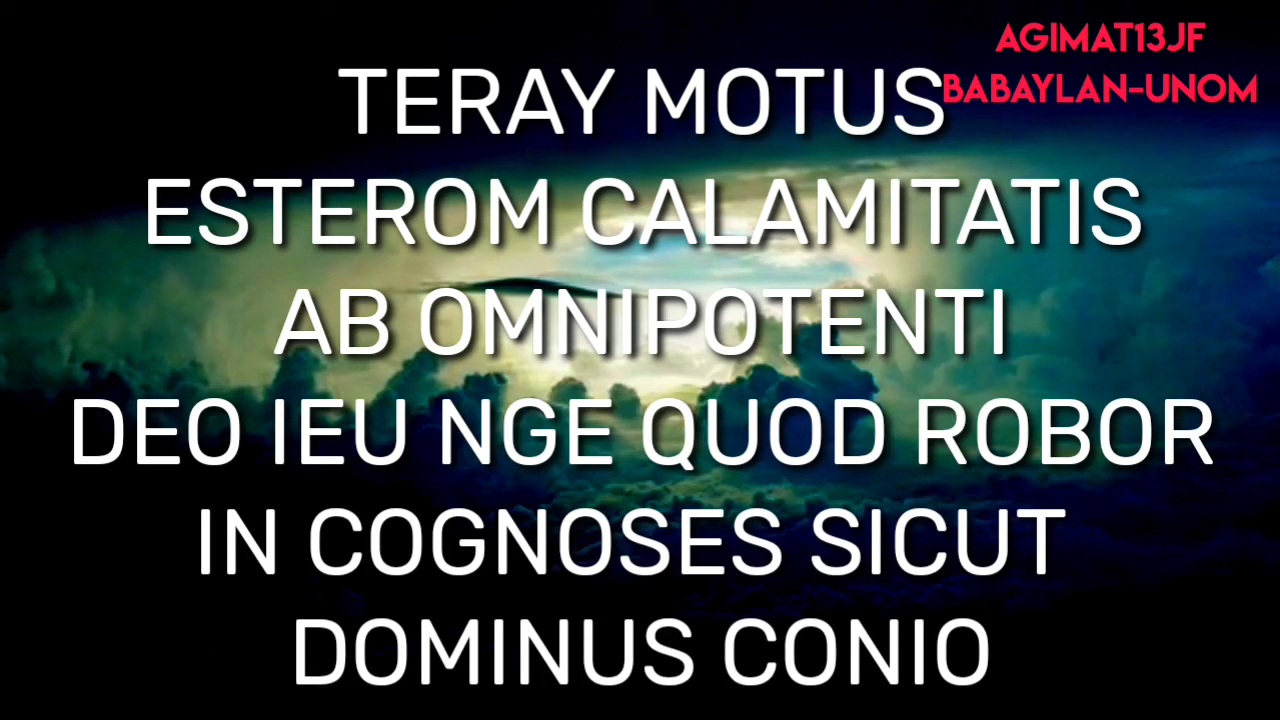 AGIMAT13JF
BABAYLAN-UNOM
TERAY MOTUS
ESTEROM CALAMITATIS
AB OMNIPOTENTI
DEO IEU NGE QUOD ROBOR
IN COGNOSES SICUT
DOMINUS CONIO